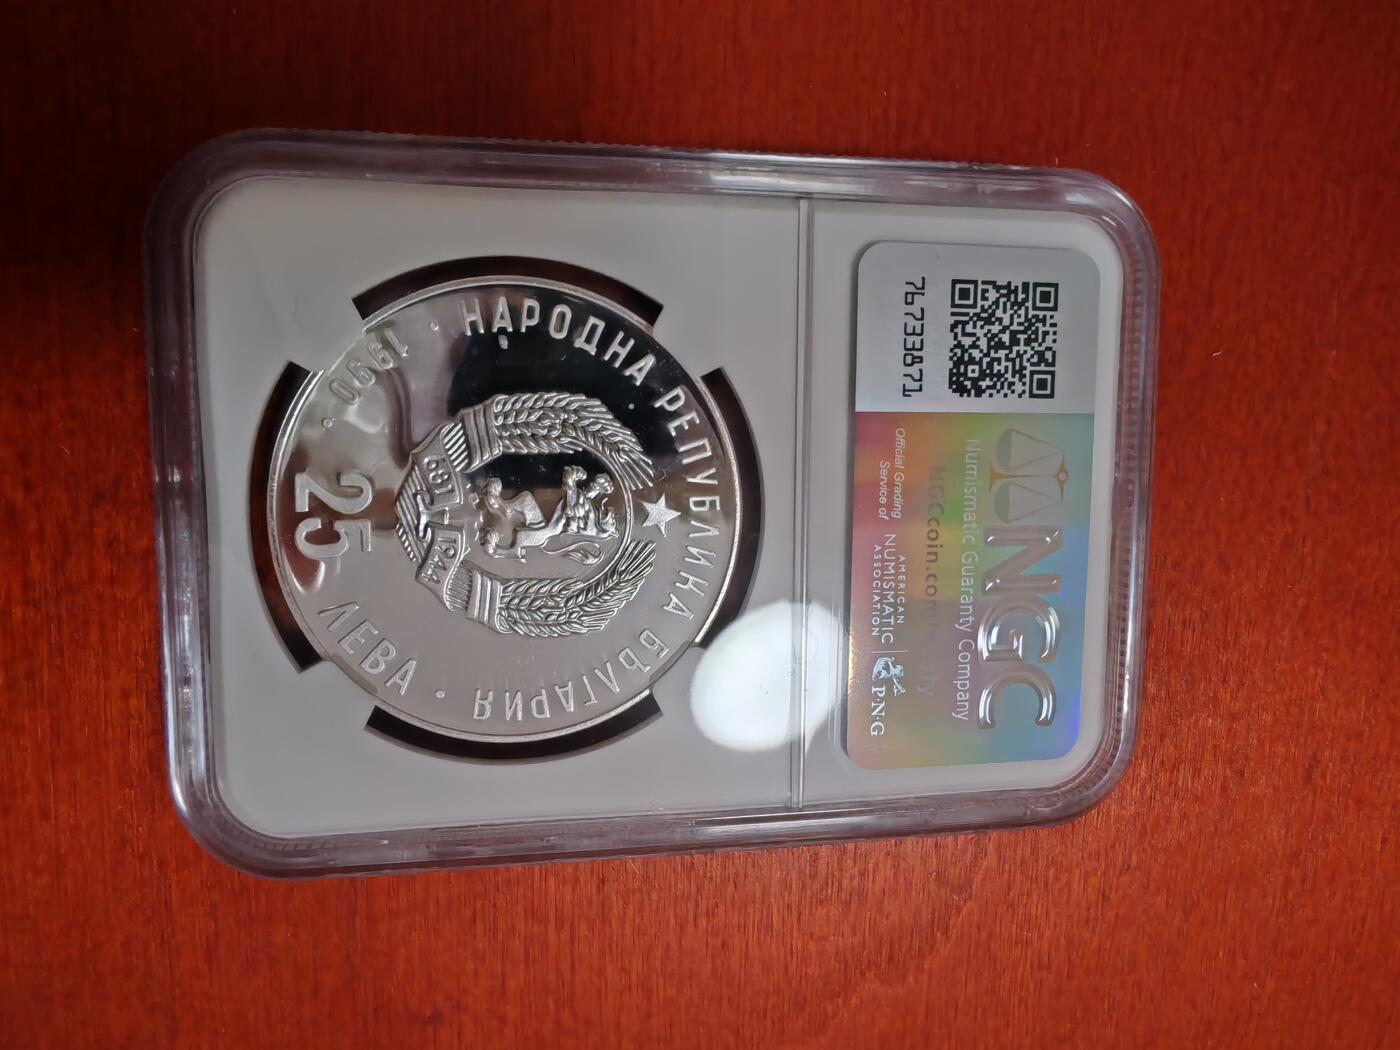 7673387 1
NGC
Numismatic Guaranty Company
NGCcoin.com/verify
Official Grading
Service of
AMERICAN
NUMISMATIC
ASSOCIATION
P·N·G
· НАРОДНА РЕПУБЛИКА БЪЛГАРИЯ ·
681 1944
25 ЛЕВА
· 1990 ·